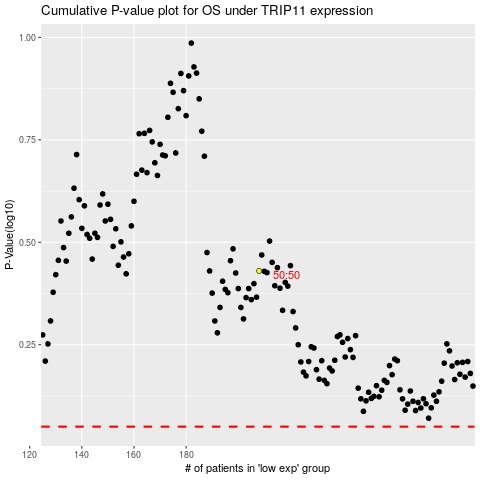 Cumulative P-value plot for OS under TRIP11 expression
P-Value(log10)
1.00
0.75
0.50
0.25
50:50
120 140 160 180
# of patients in 'low exp' group